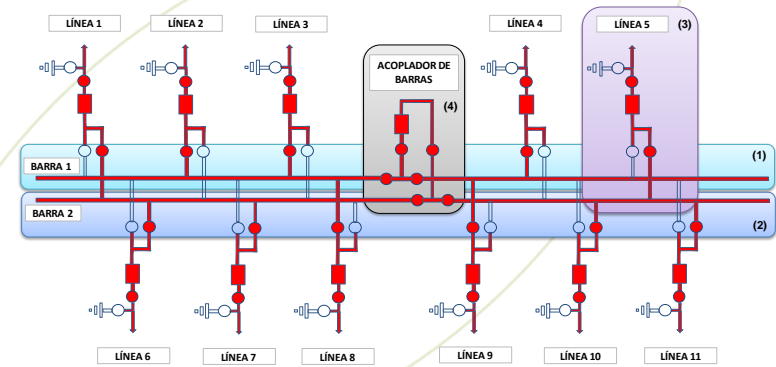 LÍNEA 1
LÍNEA 2
LÍNEA 3
LÍNEA 4
LÍNEA 5
(3)
ACOPLADOR DE
BARRAS
(4)
(1)
BARRA 1
BARRA 2
(2)
LÍNEA 6
LÍNEA 7
LÍNEA 8
LÍNEA 9
LÍNEA 10
LÍNEA 11